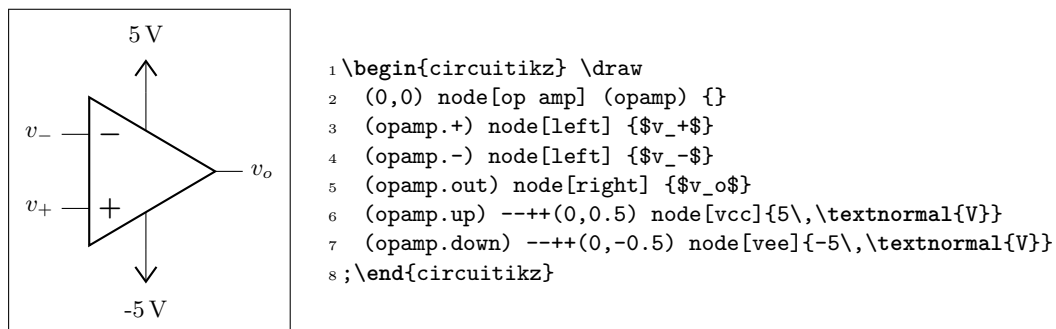 5 V
v₋
−
v₊
+
vₒ
-5 V
1 \begin{circuitikz} \draw
2   (0,0) node[op amp] (opamp) {}
3   (opamp.+) node[left] {$v_+$}
4   (opamp.-) node[left] {$v_-$}
5   (opamp.out) node[right] {$v_o$}
6   (opamp.up) --++(0,0.5) node[vcc]{5\,\textnormal{V}}
7   (opamp.down) --++(0,-0.5) node[vee]{-5\,\textnormal{V}}
8 ;\end{circuitikz}